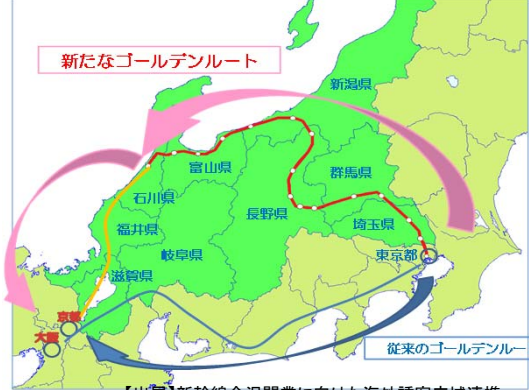 新たなゴールデンルート
新潟県
富山県
群馬県
石川県
長野県
埼玉県
福井県
岐阜県
東京都
滋賀県
京都
大阪
従来のゴールデンルー